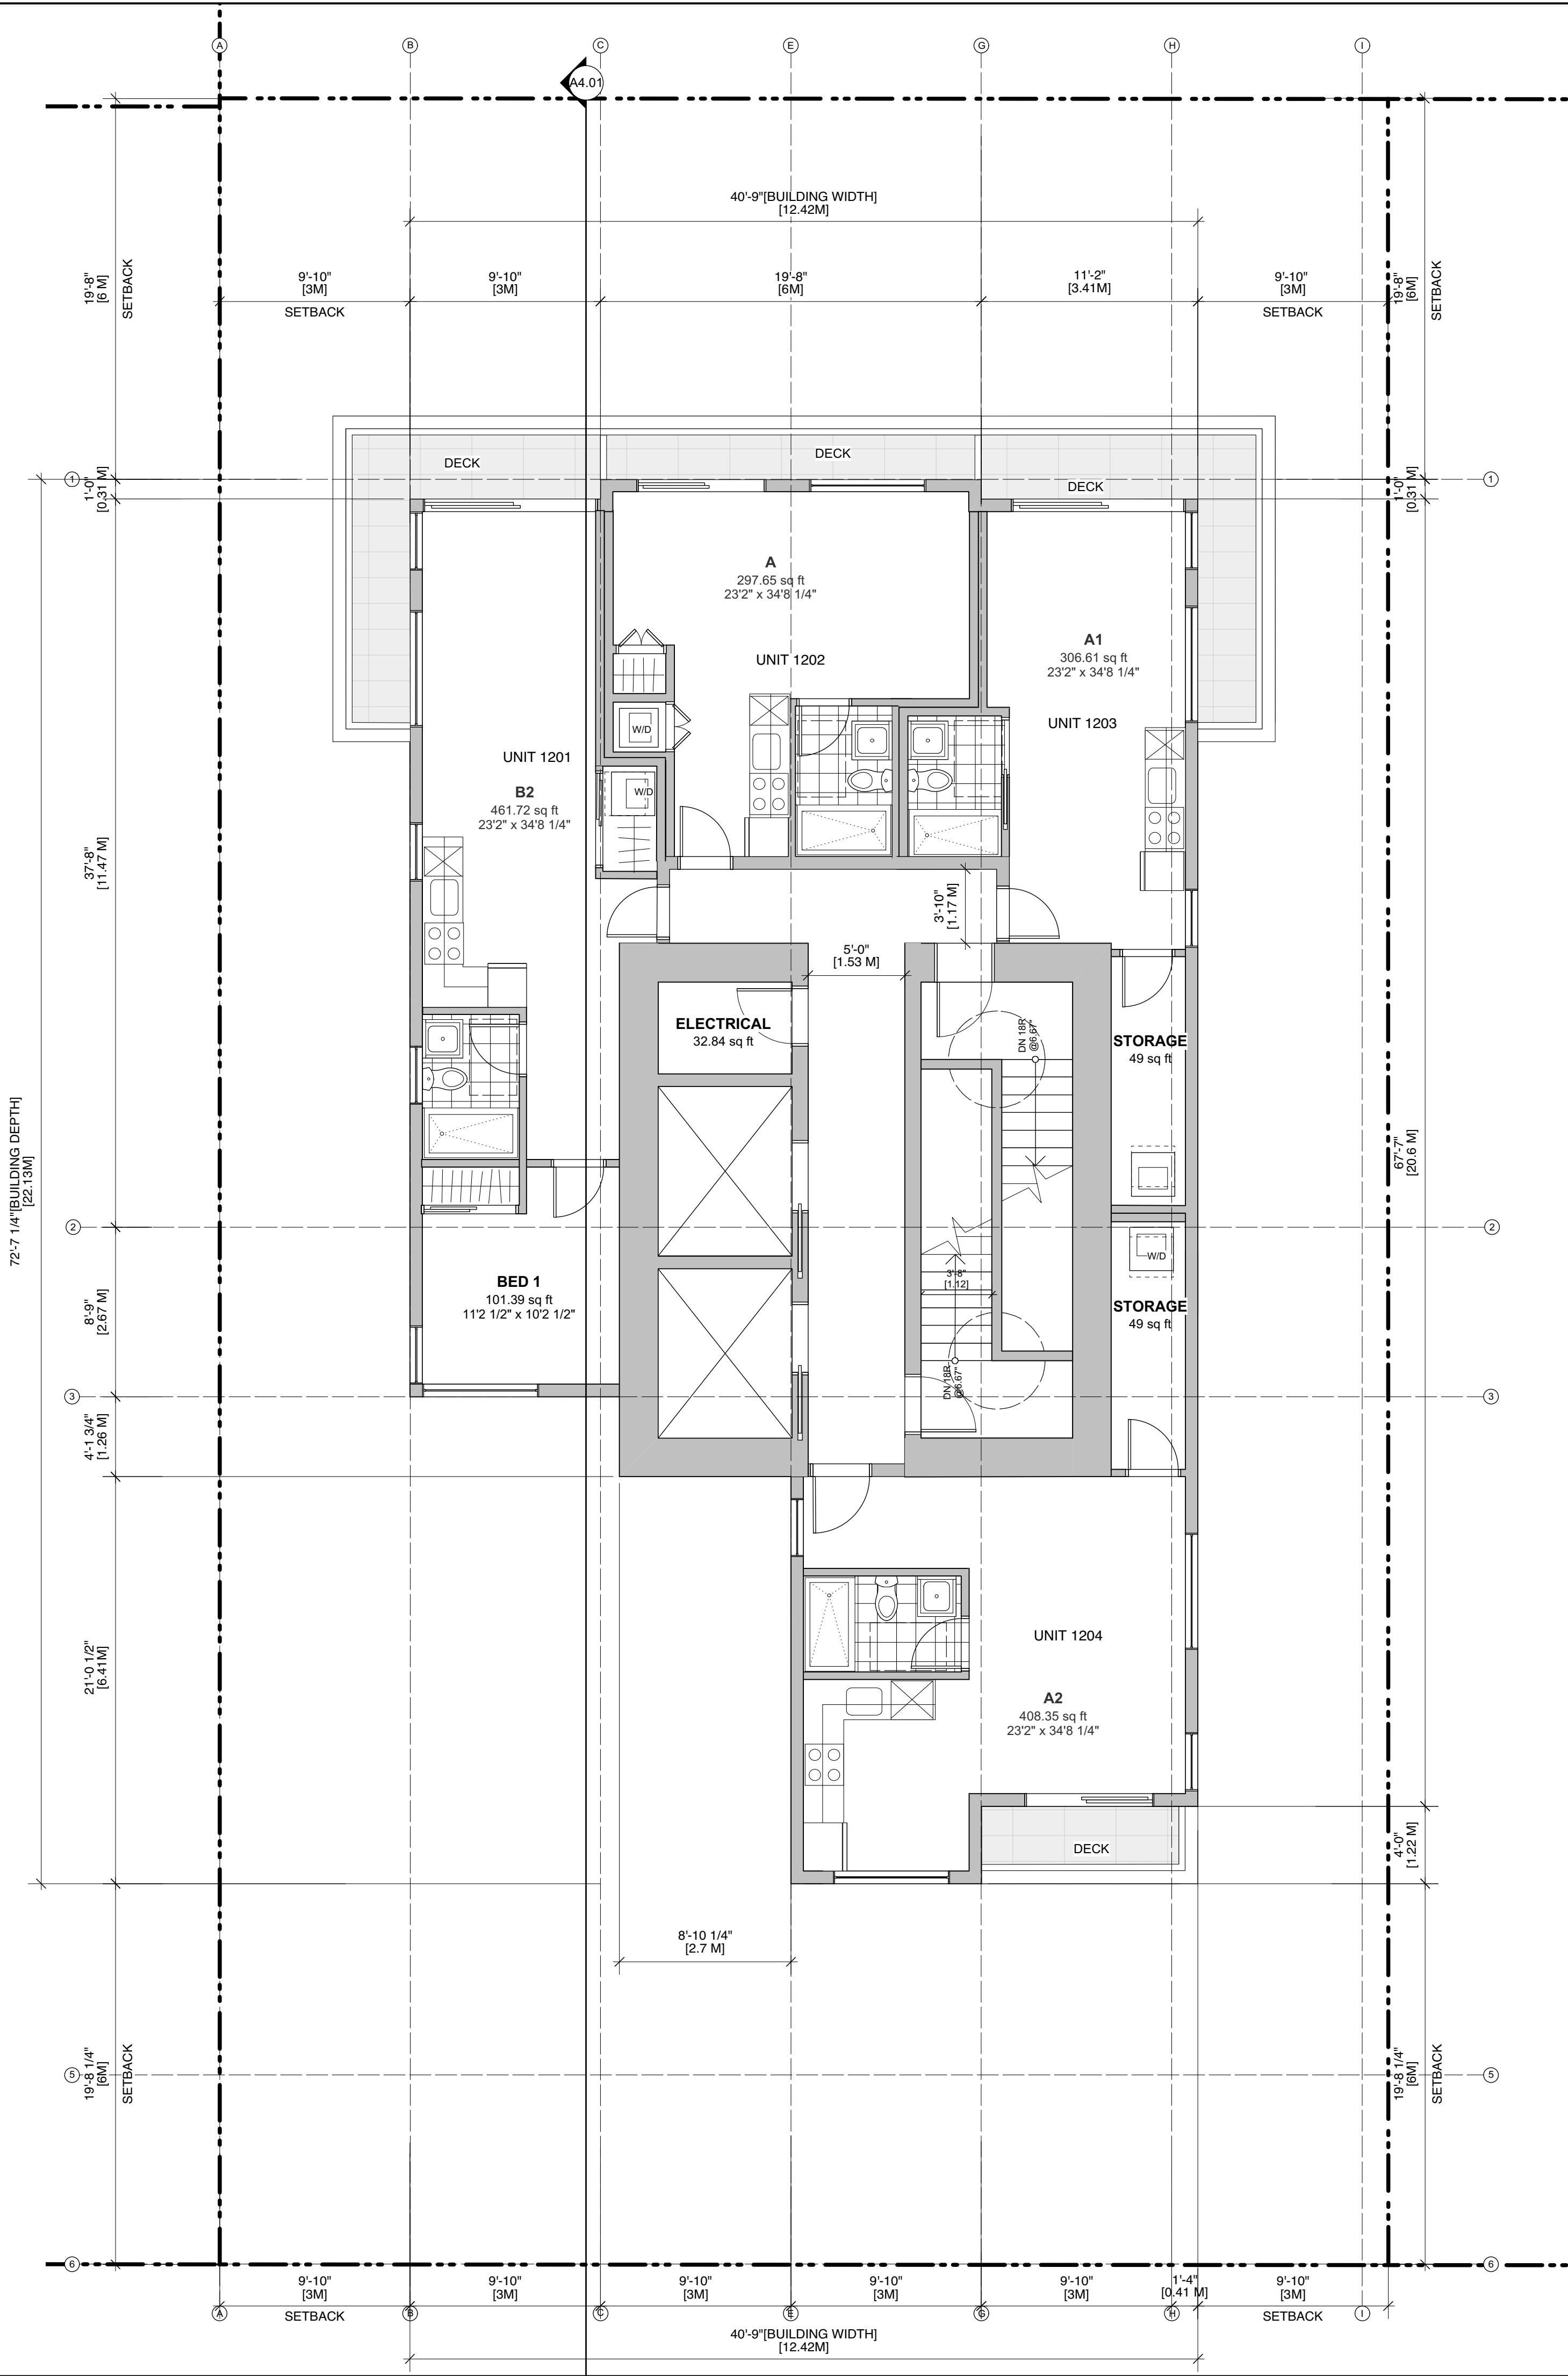 A
B
C
E
G
H
I
A4.01
40'-9"[BUILDING WIDTH]
[12.42M]
9'-10"
[3M]
SETBACK
9'-10"
[3M]
19'-8"
[6M]
11'-2"
[3.41M]
9'-10"
[3M]
SETBACK
19'-8"
[6 M]
SETBACK
19'-8"
[6M]
SETBACK
DECK
DECK
DECK
1
1'-0"
[0.31 M]
1
1'-0"
[0.31 M]
A
297.65 sq ft
23'2" x 34'8 1/4"
UNIT 1202
A1
306.61 sq ft
23'2" x 34'8 1/4"
UNIT 1203
W/D
UNIT 1201
B2
461.72 sq ft
23'2" x 34'8 1/4"
W/D
37'-8"
[11.47 M]
3'-10"
[1.17 M]
5'-0"
[1.53 M]
ELECTRICAL
32.84 sq ft
DN 18R
@6.67"
STORAGE
49 sq ft
72'-7 1/4"[BUILDING DEPTH]
[22.13M]
67'-7"
[20.6 M]
2
2
W/D
3'-8"
[1.12]
BED 1
101.39 sq ft
11'2 1/2" x 10'2 1/2"
STORAGE
49 sq ft
8'-9"
[2.67 M]
DN 18R
@6.67"
3
3
4'-1 3/4"
[1.26 M]
21'-0 1/2"
[6.41M]
UNIT 1204
A2
408.35 sq ft
23'2" x 34'8 1/4"
DECK
4'-0"
[1.22 M]
8'-10 1/4"
[2.7 M]
5
19'-8 1/4"
[6M]
SETBACK
19'-8 1/4"
[6M]
SETBACK
5
6
6
9'-10"
[3M]
SETBACK
9'-10"
[3M]
9'-10"
[3M]
9'-10"
[3M]
9'-10"
[3M]
1'-4"
[0.41 M]
9'-10"
[3M]
SETBACK
A
B
C
E
G
H
I
40'-9"[BUILDING WIDTH]
[12.42M]